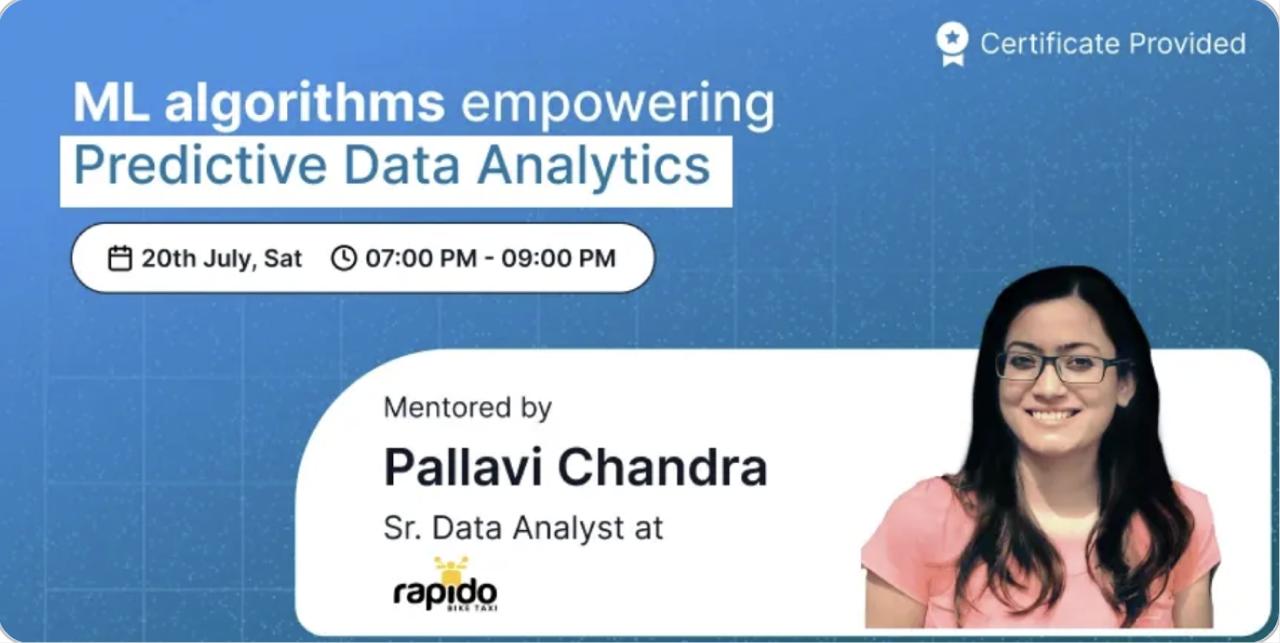 Certificate Provided
ML algorithms empowering
Predictive Data Analytics
20th July, Sat 07:00 PM - 09:00 PM
Mentored by
Pallavi Chandra
Sr. Data Analyst at
rapido
BIKE TAXI